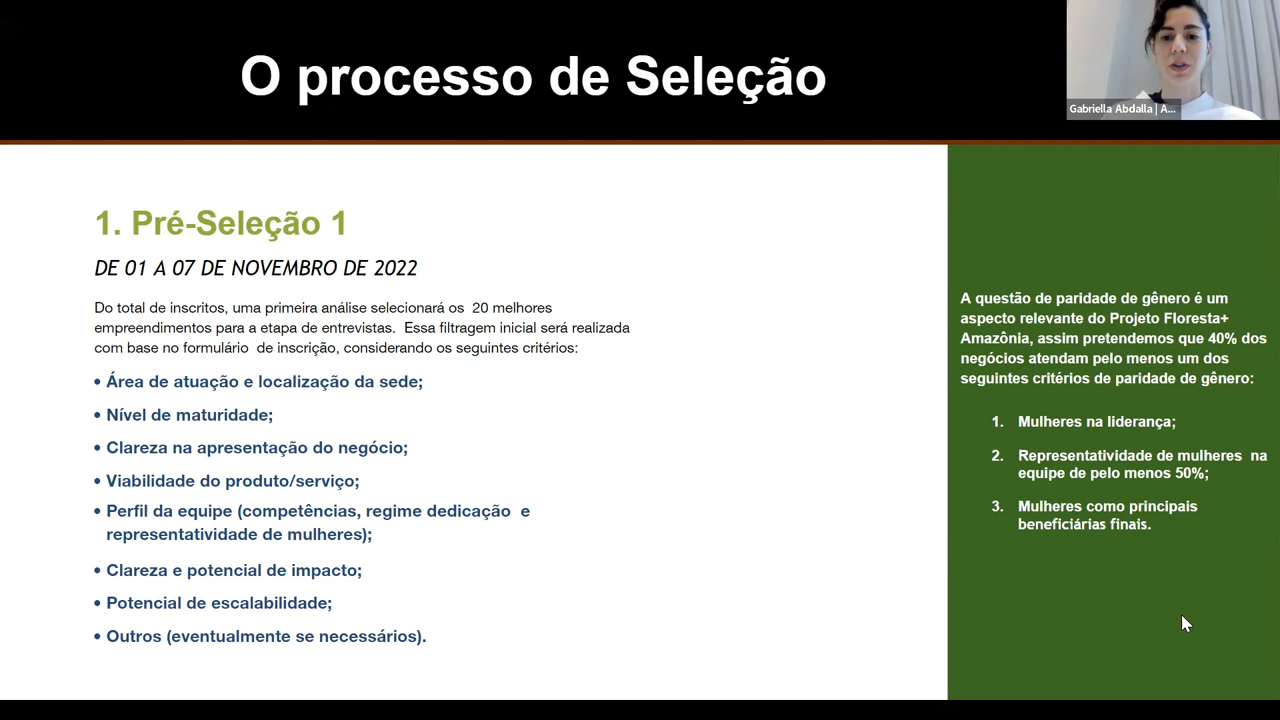 O processo de Seleção
Gabriella Abdalla | A...
1. Pré-Seleção 1
DE 01 A 07 DE NOVEMBRO DE 2022
Do total de inscritos, uma primeira análise selecionará os 20 melhores
empreendimentos para a etapa de entrevistas. Essa filtragem inicial será realizada
com base no formulário de inscrição, considerando os seguintes critérios:
• Área de atuação e localização da sede;
• Nível de maturidade;
• Clareza na apresentação do negócio;
• Viabilidade do produto/serviço;
• Perfil da equipe (competências, regime dedicação e
representatividade de mulheres);
• Clareza e potencial de impacto;
• Potencial de escalabilidade;
• Outros (eventualmente se necessários).
A questão de paridade de gênero é um
aspecto relevante do Projeto Floresta+
Amazônia, assim pretendemos que 40% dos
negócios atendam pelo menos um dos
seguintes critérios de paridade de gênero:
1. Mulheres na liderança;
2. Representatividade de mulheres na
equipe de pelo menos 50%;
3. Mulheres como principais
beneficiárias finais.